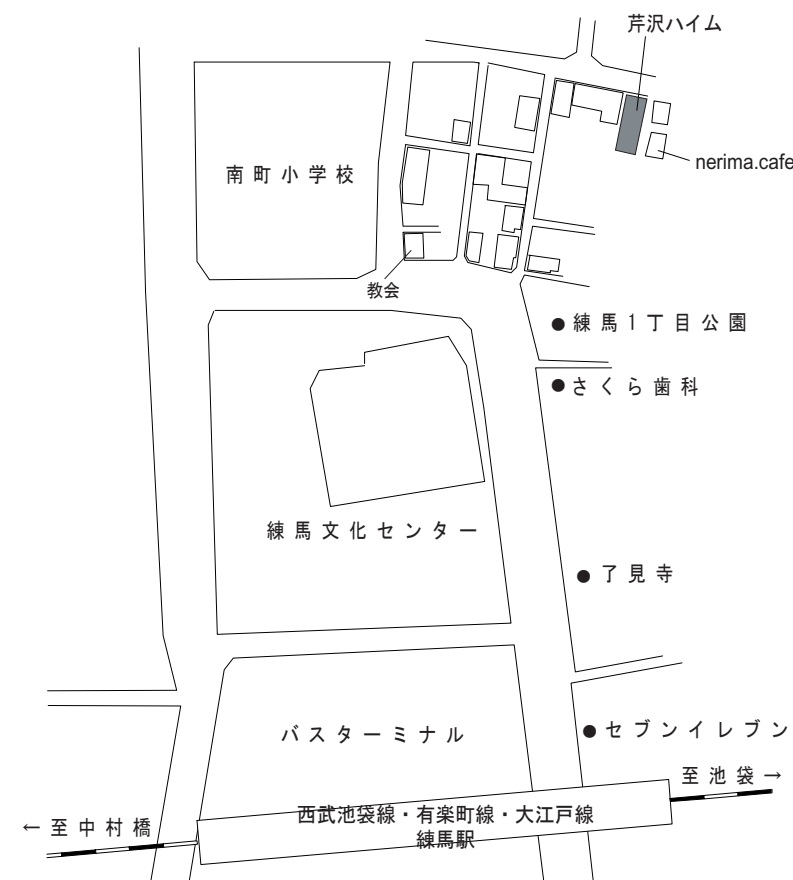 芹沢ハイム
nerima.cafe
南町小学校
教会
●練馬1丁目公園
●さくら歯科
練馬文化センター
●了見寺
バスターミナル
●セブンイレブン
至池袋→
西武池袋線・有楽町線・大江戸線
練馬駅
←至中村橋